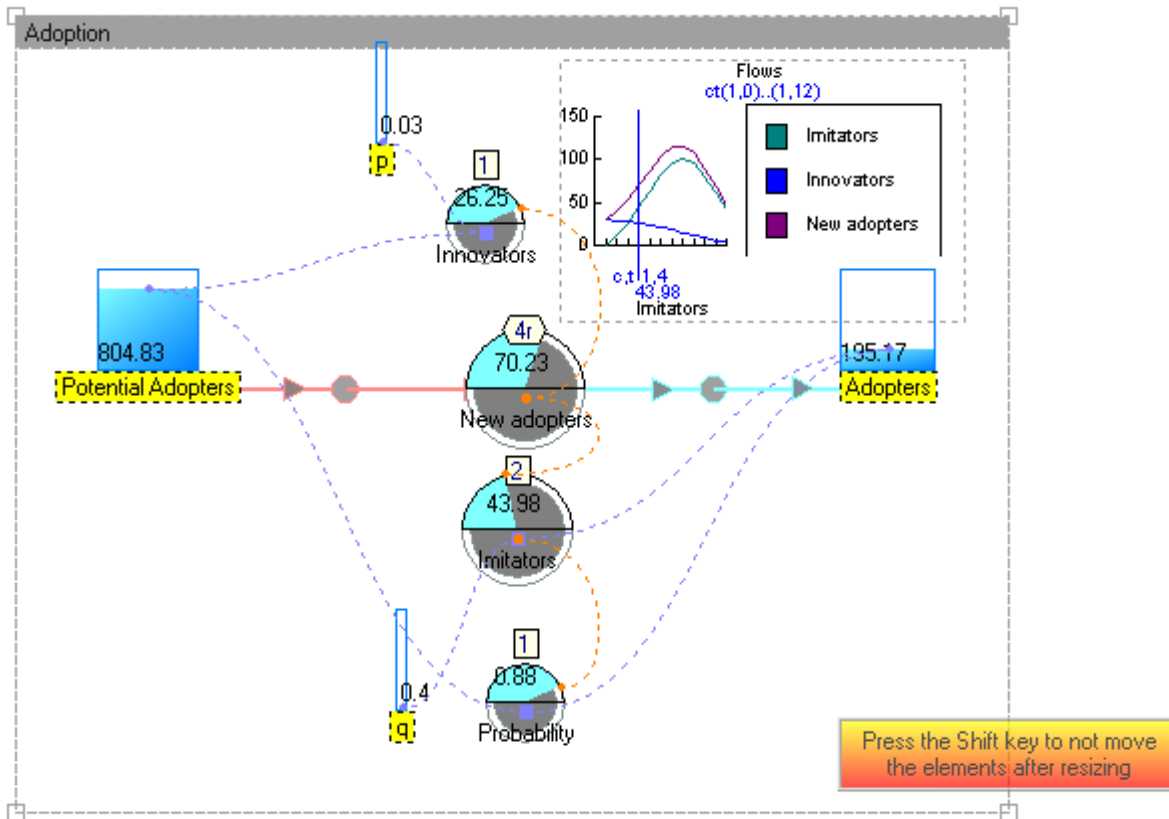 Adoption
Flows
ct(1,0)..(1,12)
150
100
50
0
Imitators
Innovators
New adopters
c,t 1,4
43.98
Imitators
0.03
p
1
26.25
Innovators
804.83
Potential Adopters
4r
70.23
New adopters
195.17
Adopters
2
43.98
Imitators
0.4
q
1
0.88
Probability
Press the Shift key to not move
the elements after resizing